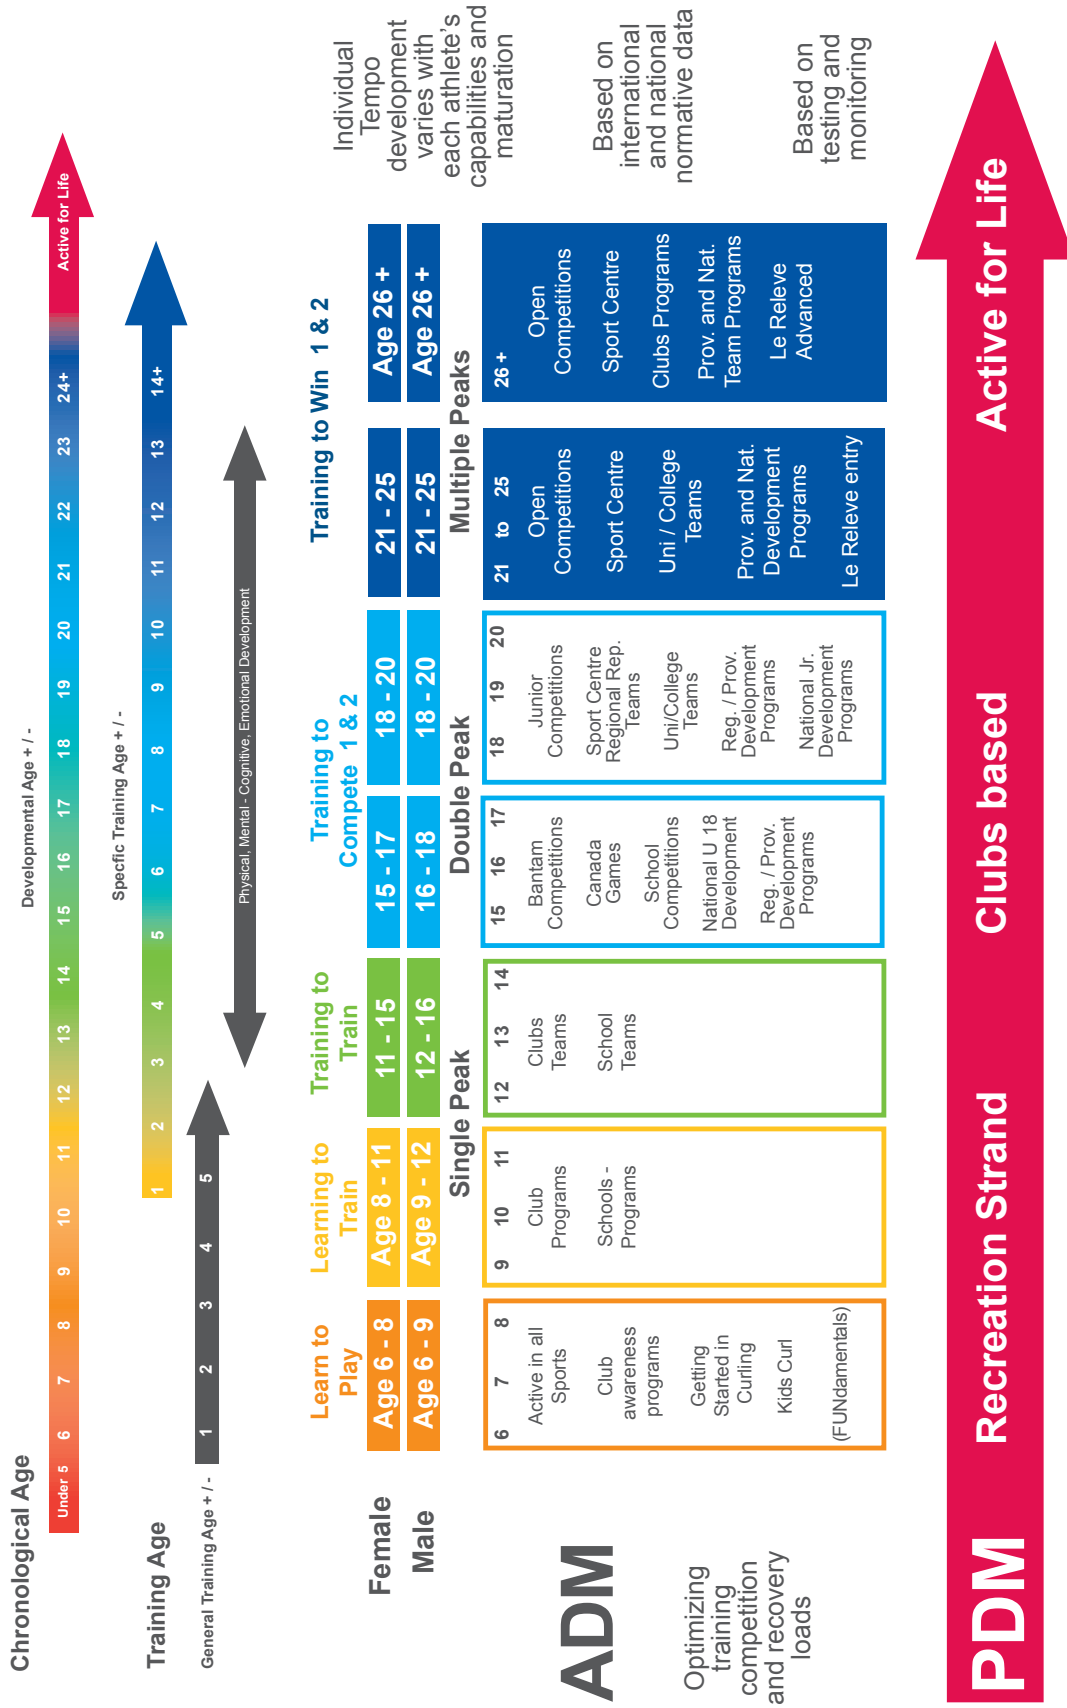 Chronological Age
Developmental Age + / -
Under 5 6 7 8 9 10 11 12 13 14 15 16 17 18 19 20 21 22 23 24+ Active for Life
Training Age
Specfic Training Age + / -
1 2 3 4 5 6 7 8 9 10 11 12 13 14+
General Training Age + / -
1 2 3 4 5
Physical, Mental - Cognitive, Emotional Development
Learn to
Play
Learning to
Train
Training to
Train
Training to
Compete 1 & 2
Training to Win 1 & 2
Female
Age 6 - 8
Age 8 - 11
11 - 15
15 - 17
18 - 20
21 - 25
Age 26 +
Male
Age 6 - 9
Age 9 - 12
12 - 16
16 - 18
18 - 20
21 - 25
Age 26 +
Single Peak
Double Peak
Multiple Peaks
Individual
Tempo
development
varies with
each athlete's
capabilities and
maturation
Based on
international
and national
normative data
Based on
testing and
monitoring
ADM
Optimizing
training
competition
and recovery
loads
6 7 8
Active in all
Sports
Club
awareness
programs
Getting
Started in
Curling
Kids Curl
(FUNdamentals)
9 10 11
Club
Programs
Schools -
Programs
12 13 14
Clubs
Teams
School
Teams
15 16 17
Bantam
Competitions
Canada
Games
School
Competitions
National U 18
Development
Reg. / Prov.
Development
Programs
18 19 20
Junior
Competitions
Sport Centre
Regional Rep.
Teams
Uni/College
Teams
Reg. / Prov.
Development
Programs
National Jr.
Development
Programs
21 to 25
Open
Competitions
Sport Centre
Uni / College
Teams
Prov. and Nat.
Development
Programs
Le Releve entry
26 +
Open
Competitions
Sport Centre
Clubs Programs
Prov. and Nat.
Team Programs
Le Releve
Advanced
PDM Recreation Strand Clubs based Active for Life